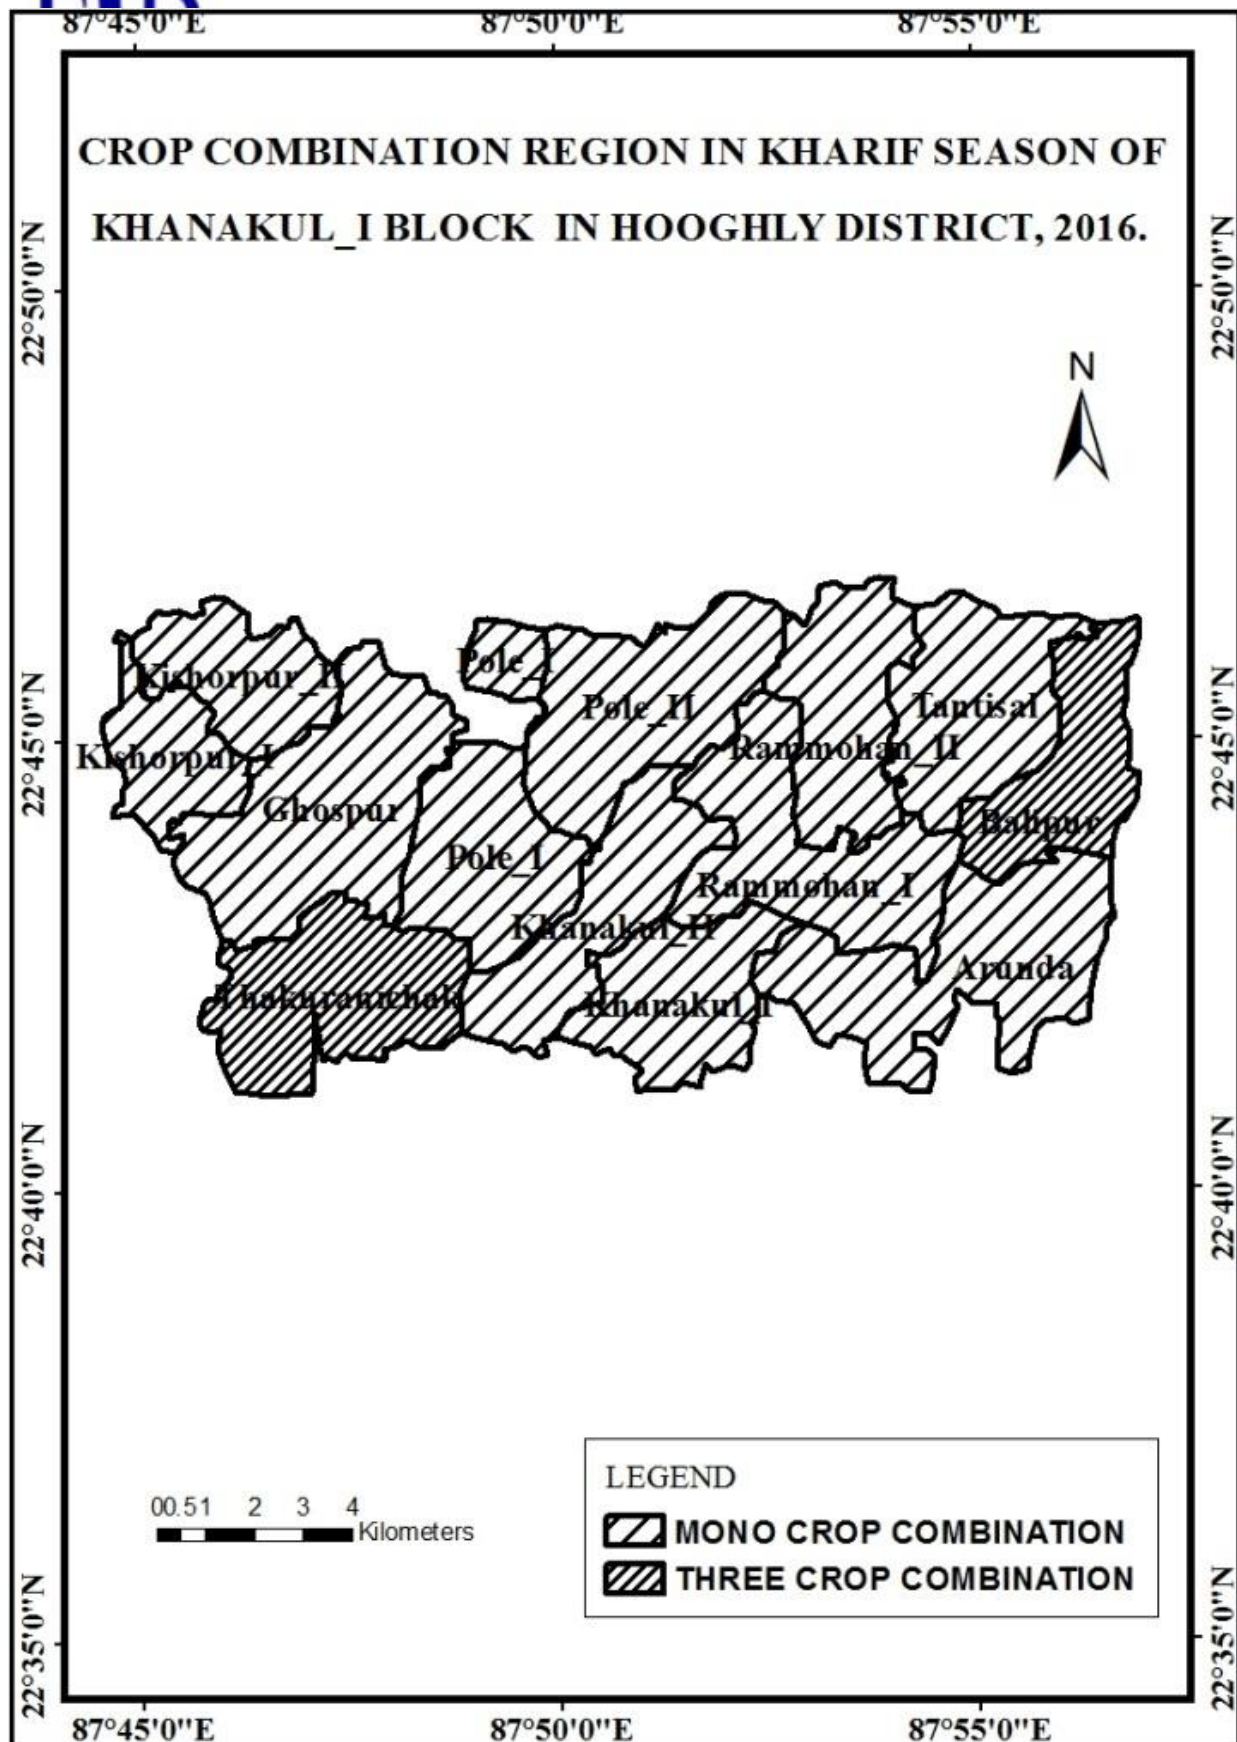 87°45'0"E 87°50'0"E 87°55'0"E
CROP COMBINATION REGION IN KHARIF SEASON OF
KHANAKUL_I BLOCK IN HOOGHLY DISTRICT, 2016.
22°50'0"N 22°50'0"N
N
Kishorpur_II
Pole_I
Pole_II
Tantisal
Rammohan_II
Kishorpur_I
22°45'0"N 22°45'0"N
Ghospur
Balipur
Pole_I
Rammohan_I
Khanakul_II
Arunda
Thakuranichak
Khanakul_I
22°40'0"N 22°40'0"N
LEGEND
00.51 2 3 4
Kilometers
MONO CROP COMBINATION
THREE CROP COMBINATION
22°35'0"N 22°35'0"N
87°45'0"E 87°50'0"E 87°55'0"E